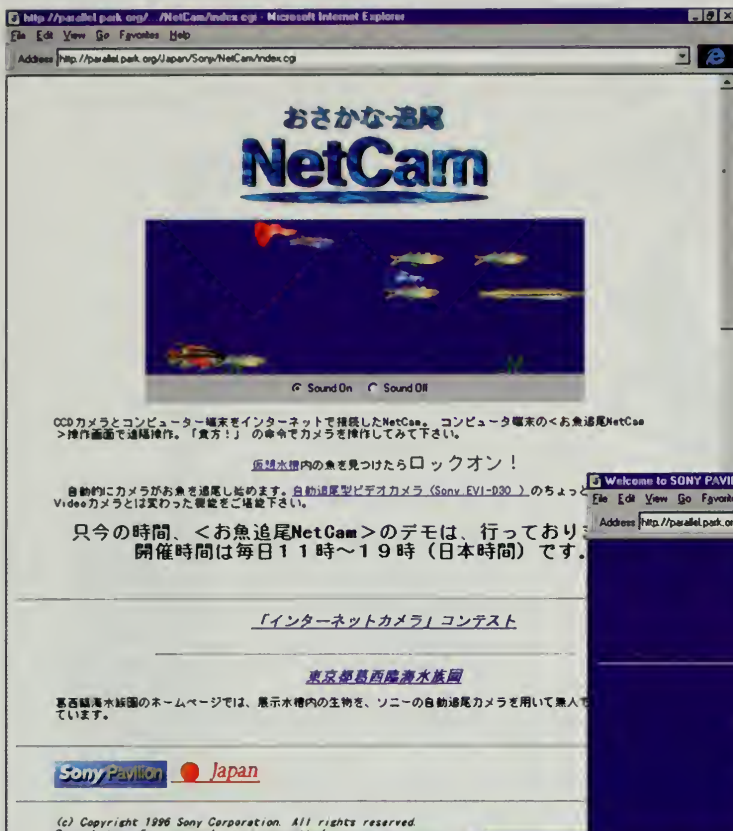 http //parallel park org/.../NetCam/index cgi - Microsoft Internet Explorer
File Edit View Go Favorites Help
Address http.//parallel.park.org/Japan/Sony/NetCam/index.cgi
おさかな追尾
NetCam
Sound On Sound Off
CCDカメラとコンピューター端末をインターネットで接続したNetCam。 コンピュータ端末の<お魚追尾NetCam
>操作画面で遠隔操作。「貴方!」 の命令でカメラを操作してみて下さい。
仮想水槽内の魚を見つけたらロックオン!
自動的にカメラがお魚を追尾し始めます。自動追尾型ビデオカメラ (Sony EVI-D30 ) のちょっと
Videoカメラとは変わった機能をご堪能下さい。
只今の時間、<お魚追尾NetCam>のデモは、行っておりま
開催時間は毎日11時~19時(日本時間)です.
「インターネットカメラ」コンテスト
東京都葛西臨海水族園
葛西臨海水族園のホームページでは、展示水槽内の生物を、ソニーの自動追尾カメラを用いて無人で
ています。
Sony Pavilion Japan
(c) Copyright 1996 Sony Corporation. All rights reserved.
Welcome to SONY PAVI
File Edit View Go Favorit
Address http.//parallel.park.or